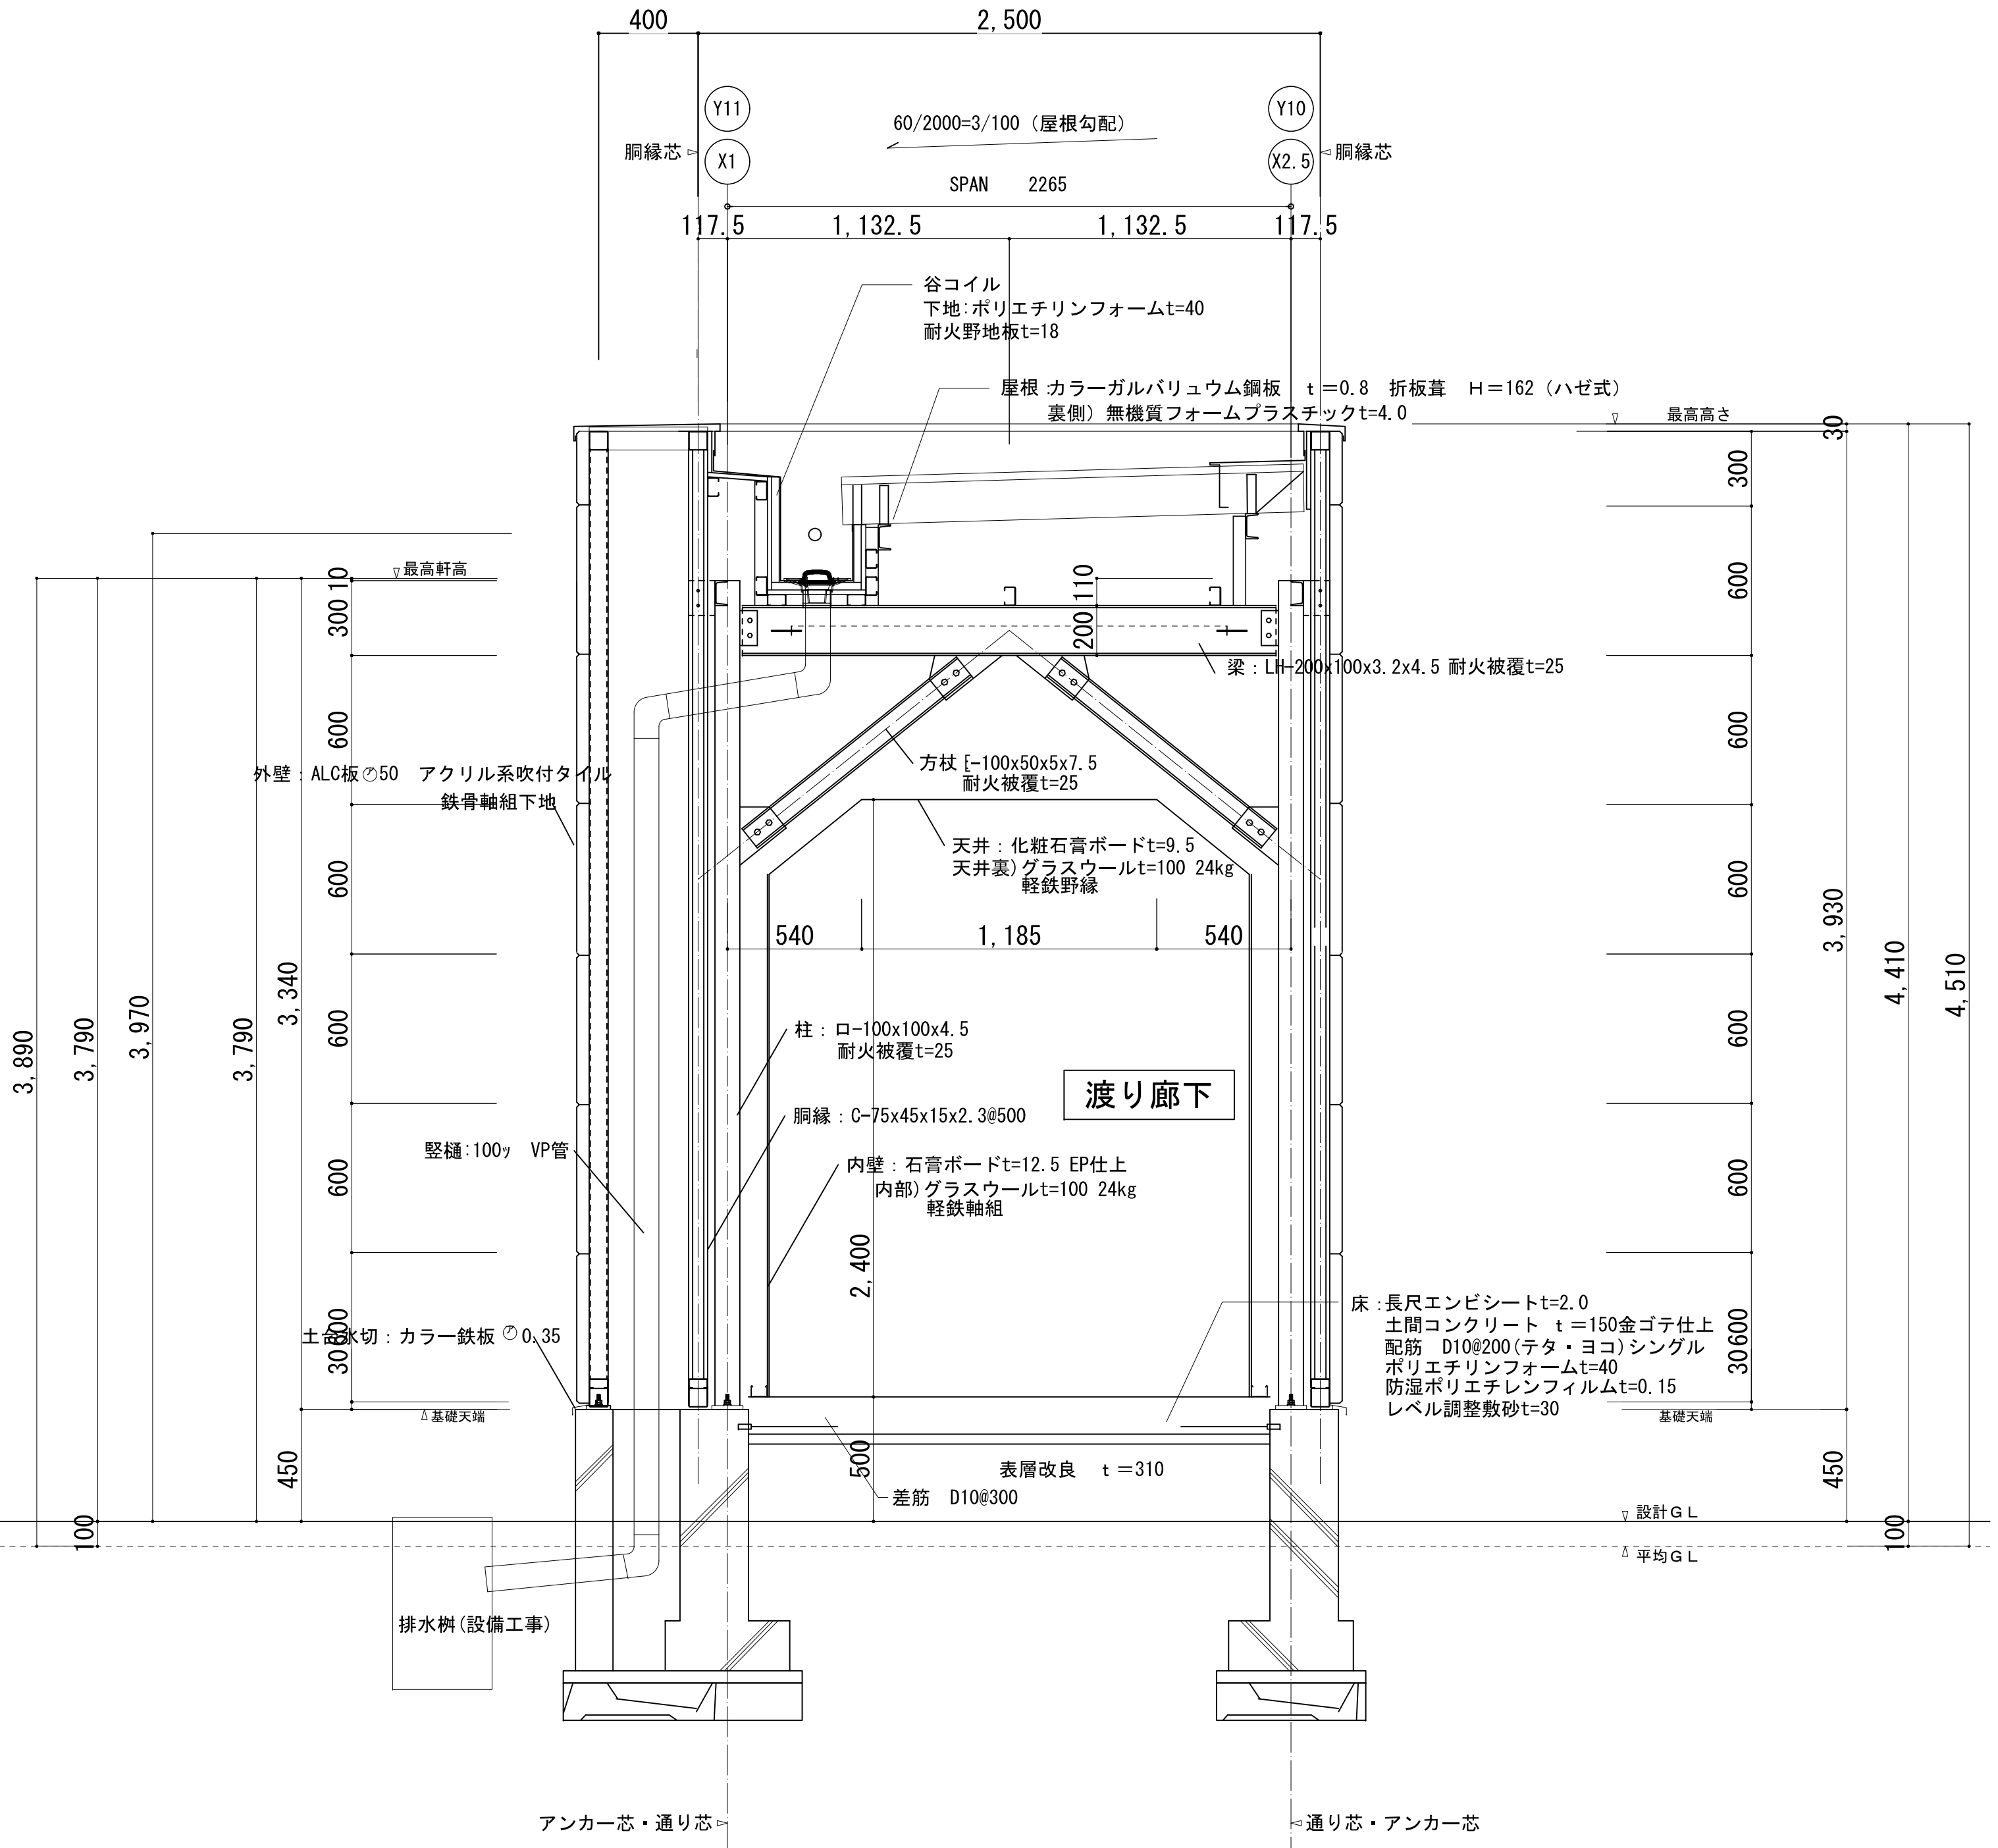 400
2,500
Y11
Y10
60/2000=3/100（屋根勾配）
胴縁芯
X1
X2.5
胴縁芯
SPAN 2265
117.5
1,132.5
1,132.5
117.5
谷コイル
下地:ポリエチリンフォームt=40
耐火野地板t=18
屋根:カラーガルバリュウム鋼板 t＝0.8 折板葺 H＝162（ハゼ式）
裏側）無機質フォームプラスチックt=4.0
最高高さ
30
300
最高軒高
10
300
110
200
600
梁：LH-200x100x3.2x4.5 耐火被覆t=25
600
600
方杖 [-100x50x5x7.5
耐火被覆t=25
外壁：ALC板⑦50 アクリル系吹付タイル
鉄骨軸組下地
天井：化粧石膏ボードt=9.5
天井裏)グラスウールt=100 24kg
軽鉄野縁
600
600
540
1,185
540
3,930
4,410
4,510
3,340
3,970
3,790
3,790
3,890
600
600
柱：ロ-100x100x4.5
耐火被覆t=25
渡り廊下
胴縁：C-75x45x15x2.3@500
竪樋:100ッ VP管
内壁：石膏ボードt=12.5 EP仕上
内部)グラスウールt=100 24kg
軽鉄軸組
600
600
2,400
床:長尺エンビシートt=2.0
土間コンクリート t＝150金ゴテ仕上
配筋 D10@200(テタ・ヨコ)シングル
ポリエチリンフォームt=40
防湿ポリエチレンフィルムt=0.15
レベル調整敷砂t=30
600
30
土台水切：カラー鉄板⑦0.35
600
30
基礎天端
基礎天端
450
500
表層改良 t＝310
差筋 D10@300
450
設計GL
100
100
平均GL
排水桝(設備工事)
アンカー芯・通り芯
通り芯・アンカー芯